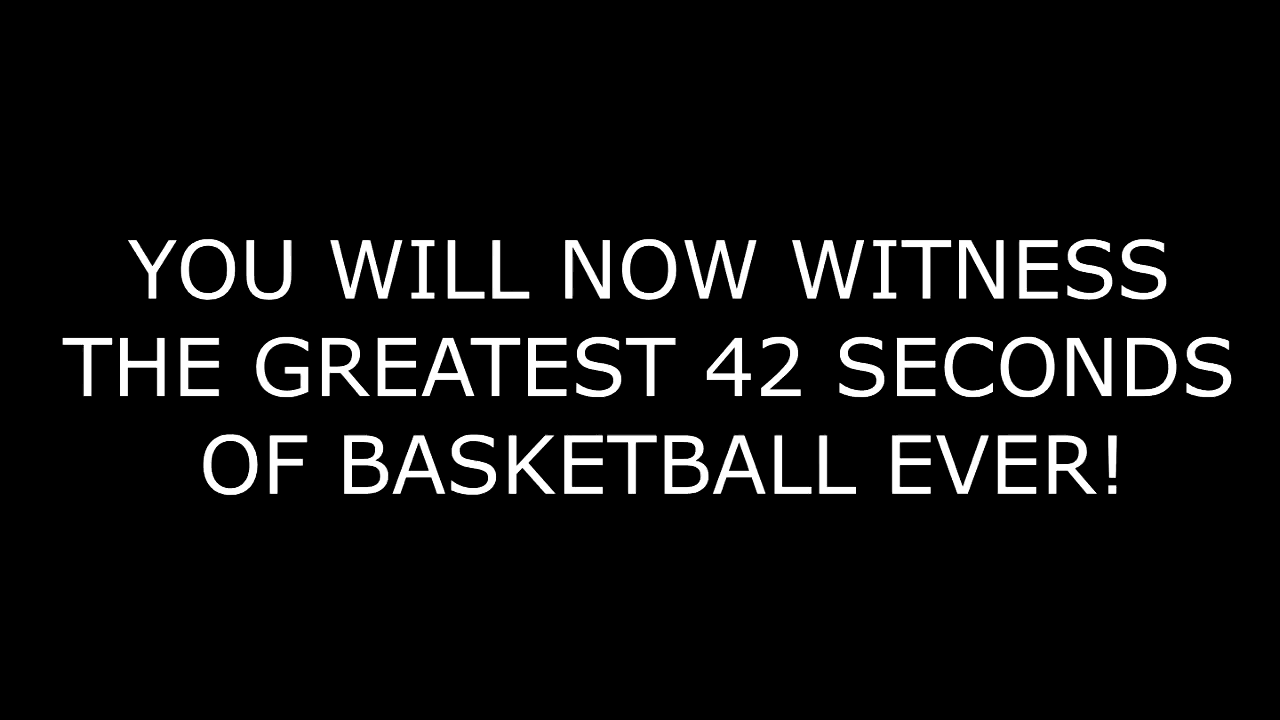 YOU WILL NOW WITNESS
THE GREATEST 42 SECONDS
OF BASKETBALL EVER!